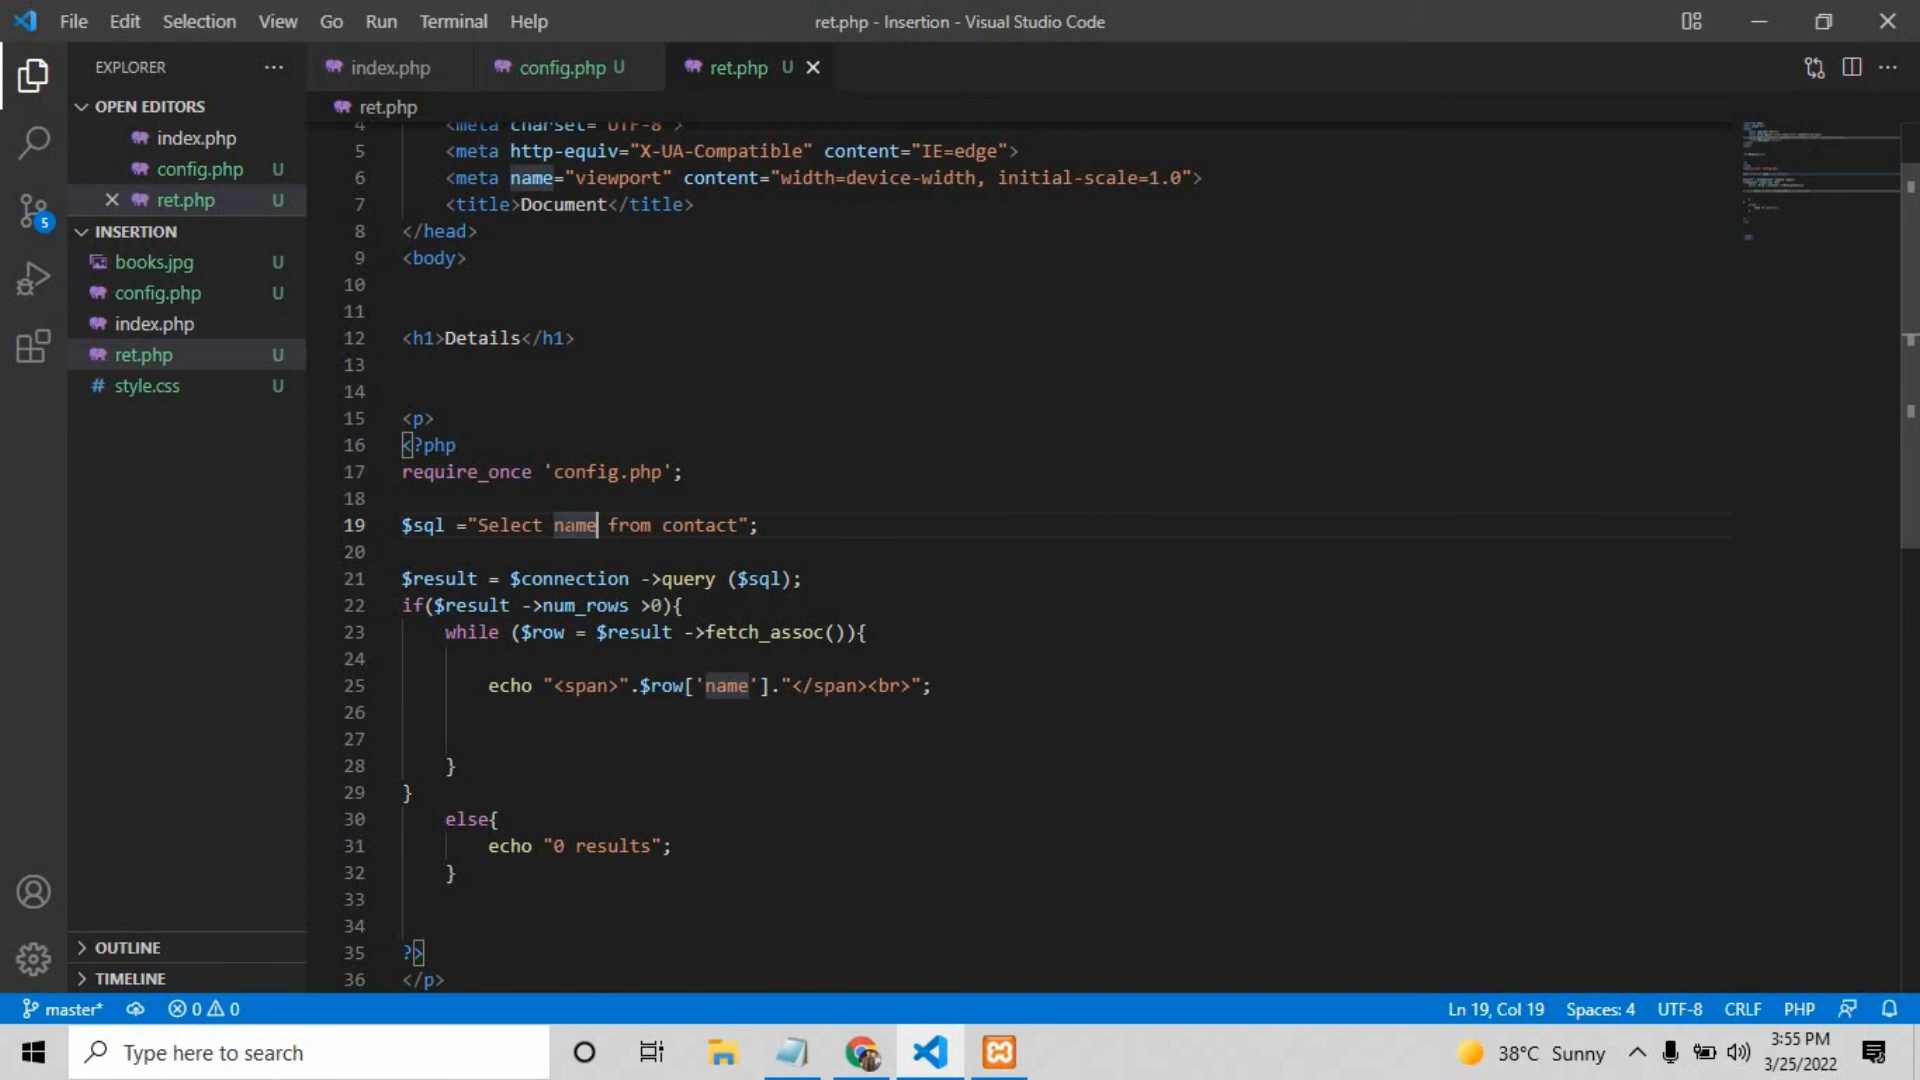 File Edit Selection View Go Run Terminal Help ret.php - Insertion - Visual Studio Code
EXPLORER ···
index.php config.php U ret.php U
OPEN EDITORS
index.php
config.php U
ret.php U
INSERTION
books.jpg U
config.php U
index.php
ret.php U
style.css U
5
OUTLINE
TIMELINE
ret.php
4 <meta charset="UTF-8">
5 <meta http-equiv="X-UA-Compatible" content="IE=edge">
6 <meta name="viewport" content="width=device-width, initial-scale=1.0">
7 <title>Document</title>
8 </head>
9 <body>
10
11
12 <h1>Details</h1>
13
14
15 <p>
16 <?php
17 require_once 'config.php';
18
19 $sql ="Select name from contact";
20
21 $result = $connection ->query ($sql);
22 if($result ->num_rows >0){
23 while ($row = $result ->fetch_assoc()){
24
25 echo "<span>".$row['name']."</span><br>";
26
27
28 }
29 }
30 else{
31 echo "0 results";
32 }
33
34
35 ?>
36 </p>
master* 0 0 Ln 19, Col 19 Spaces: 4 UTF-8 CRLF PHP
Type here to search 38°C Sunny 3:55 PM
3/25/2022